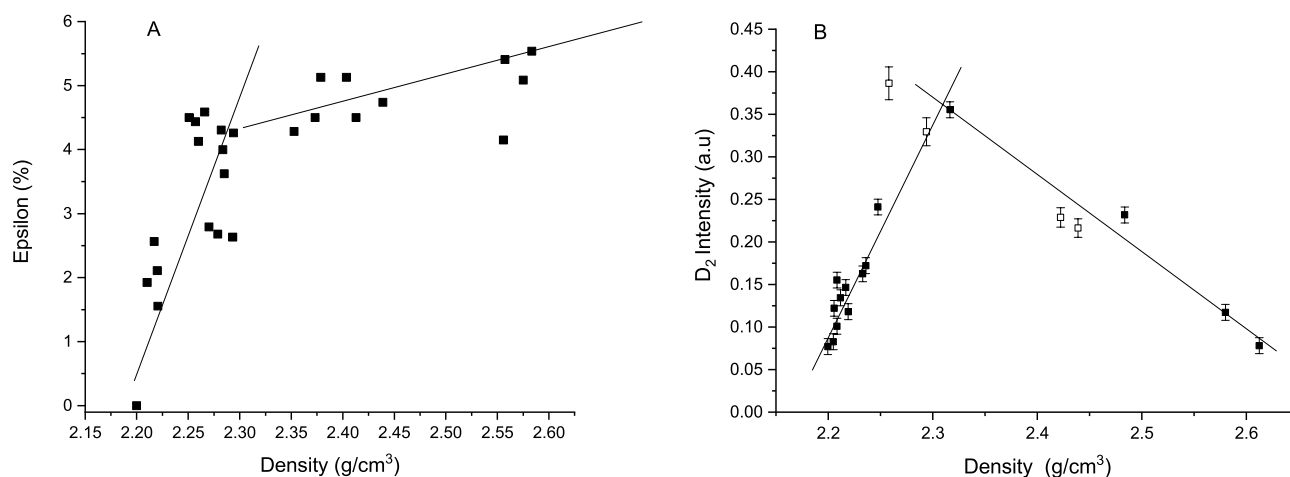 A
Epsilon (%)
6
5
4
3
2
1
0
2.15 2.20 2.25 2.30 2.35 2.40 2.45 2.50 2.55 2.60
Density (g/cm³)
B
D₂ Intensity (a.u)
0.45
0.40
0.35
0.30
0.25
0.20
0.15
0.10
0.05
0.00
2.2 2.3 2.4 2.5 2.6
Density (g/cm³)